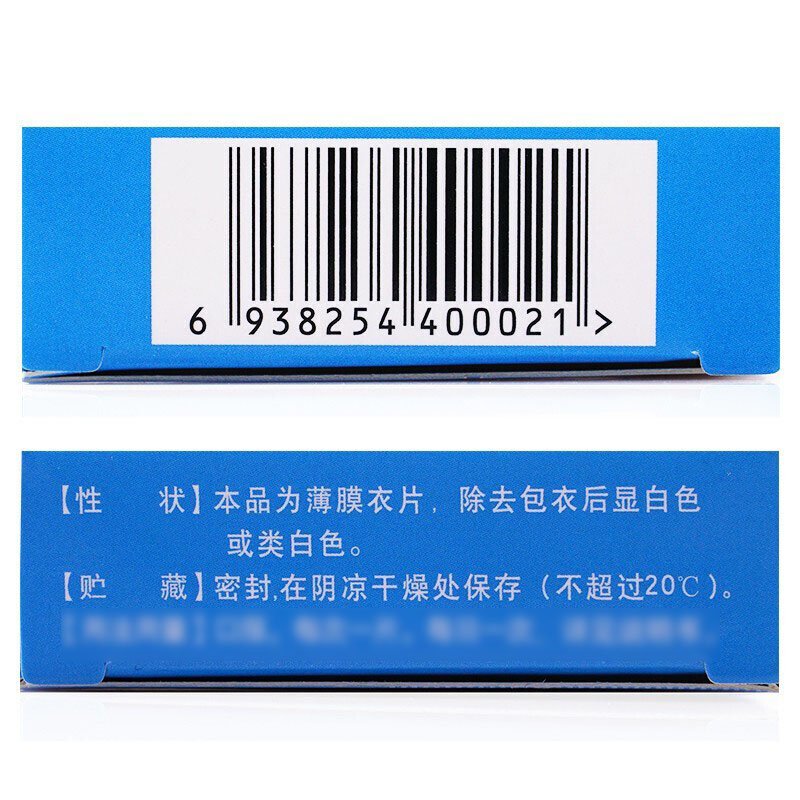 6 938254 400021 >
【性 状】本品为薄膜衣片，除去包衣后显白色
或类白色。
【贮 藏】密封,在阴凉干燥处保存（不超过20℃）。